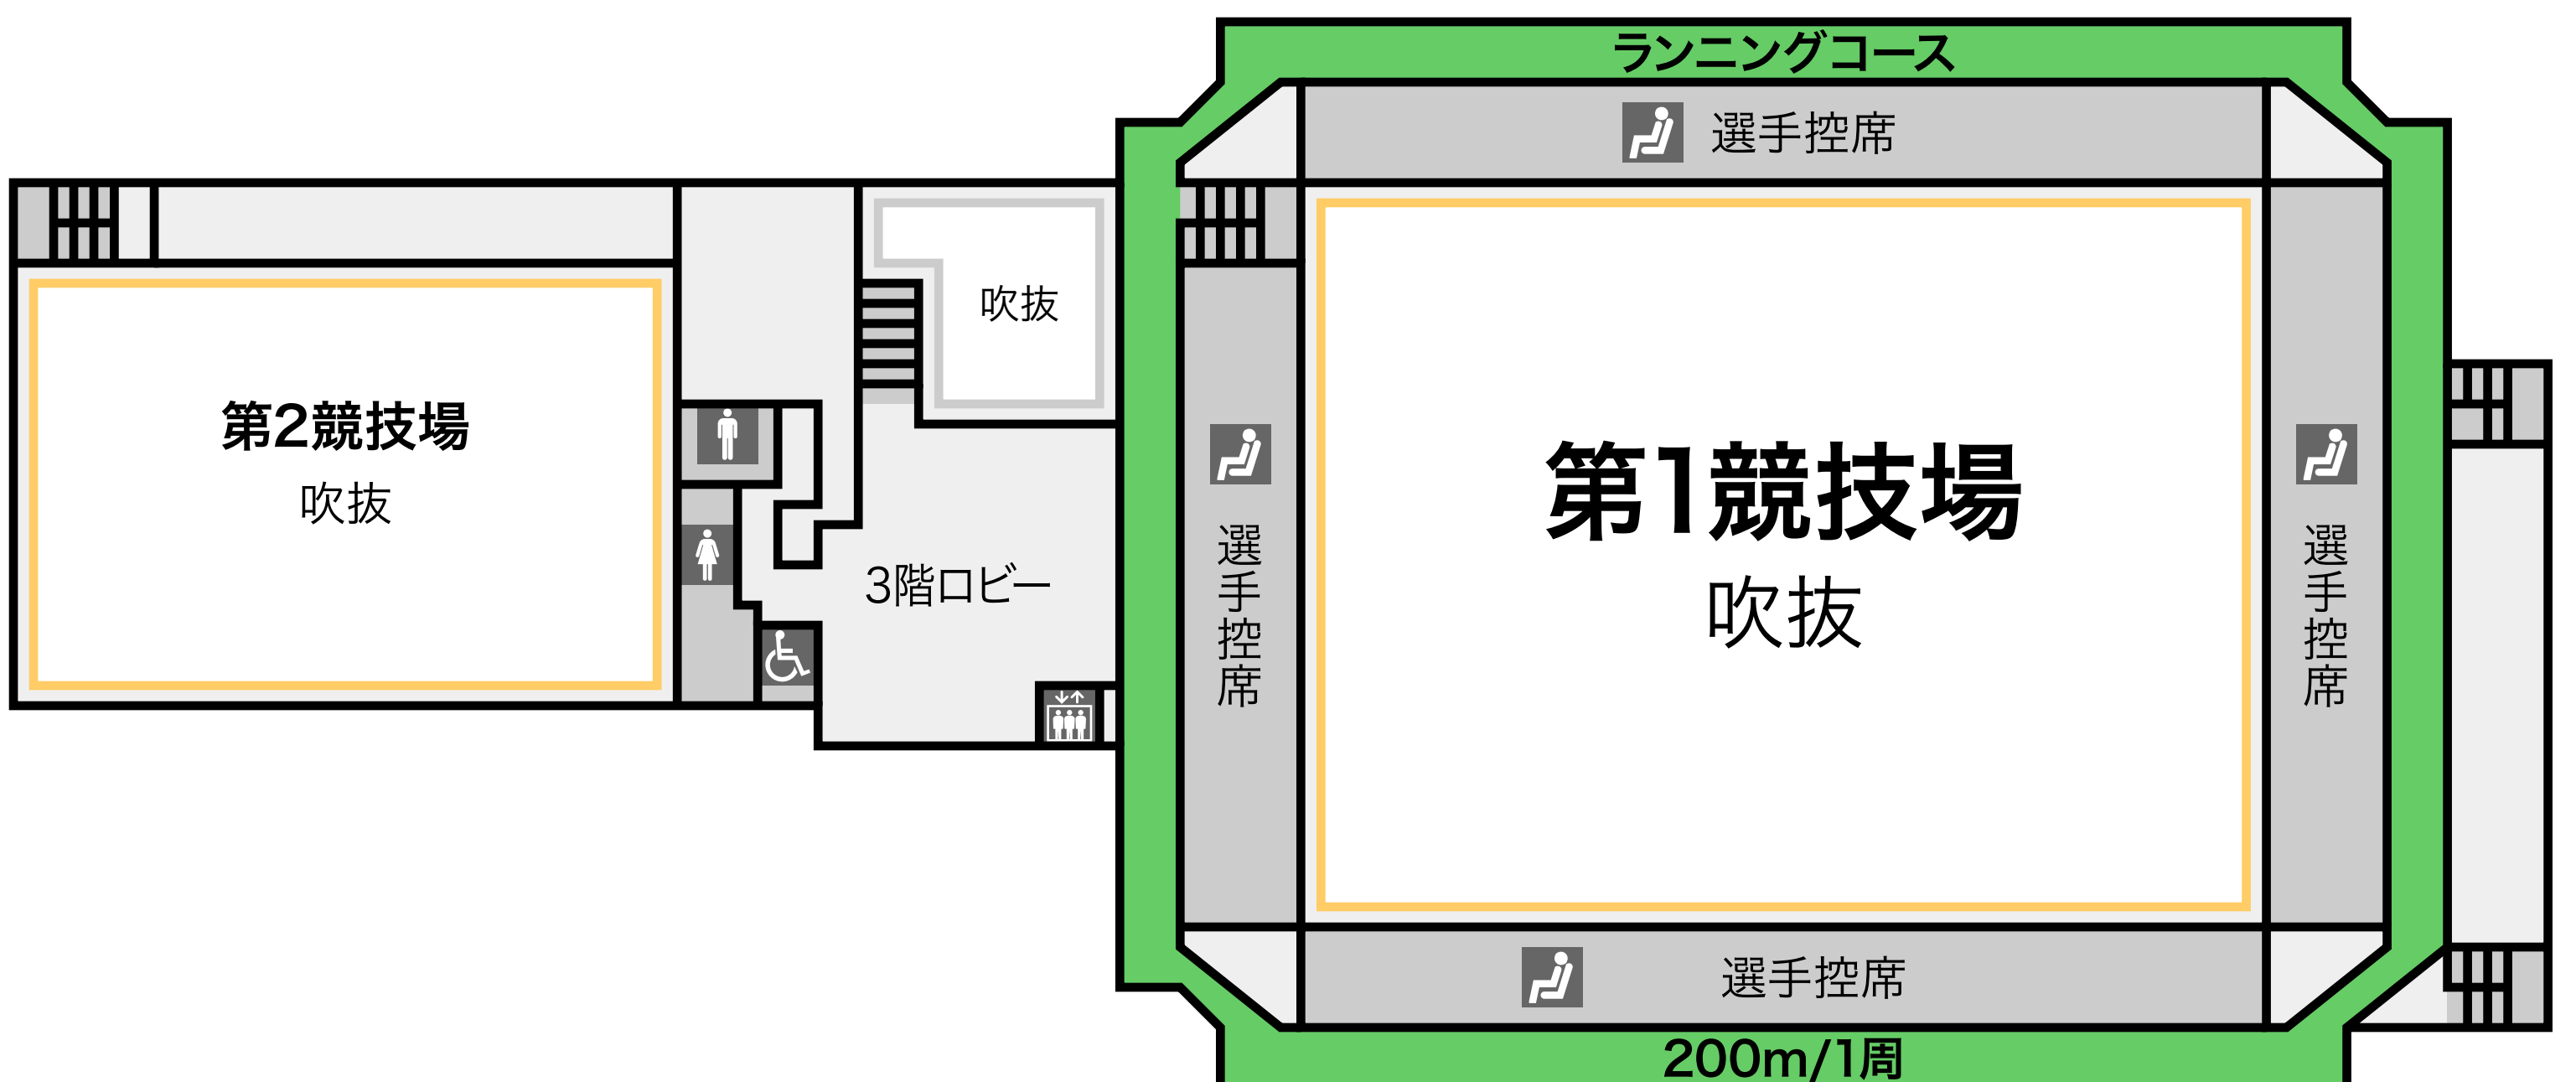 ランニングコース
選手控席
吹抜
第2競技場
吹抜
3階ロビー
選手控席
第1競技場
吹抜
選手控席
選手控席
200m/1周